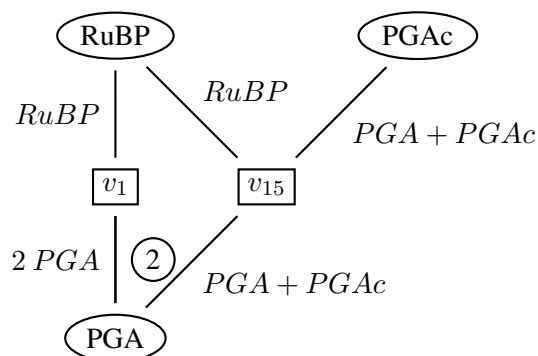 RuBP
PGAc
RuBP
RuBP
PGA + PGAc
v₁
v₁₅
2 PGA
2
PGA + PGAc
PGA